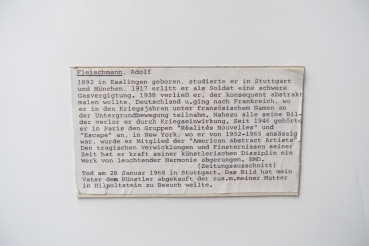 Fleischmann, Adolf
1892 in Esslingen geboren, studierte er in Stuttgart
und München. 1917 erlitt er als Soldat eine schwere
Gasvergiftung. 1938 verließ er, der konsequent abstrakt
malen wollte, Deutschland u.ging nach Frankreich, wo
er in den Kriegsjahren unter französischem Namen an
der Untergrundbewegung teilnahm. Nahezu alle seine Bil-
der verlor er durch Kriegseinwirkung. Seit 1946 gehörte
er in Paris den Gruppen "Réalités Nouvelles" und
"Escape" an, in New York, wo er von 1952-1965 ansässig
war, wurde er Mitglied der "American abstract Artists"
Den tragischen Verwicklungen und Finsternissen seiner
Zeit hat er kraft seiner künstlerischen Disziplin ein
Werk von leuchtender Harmonie abgerungen. EMD.
(Zeitungsausschnitt)
Tod am 28 Januar 1968 in Stuttgart. Das Bild hat mein
Vater dem Künstler abgekauft der zus.m.meiner Mutter
in Hilpoltstein zu Besuch weilte.